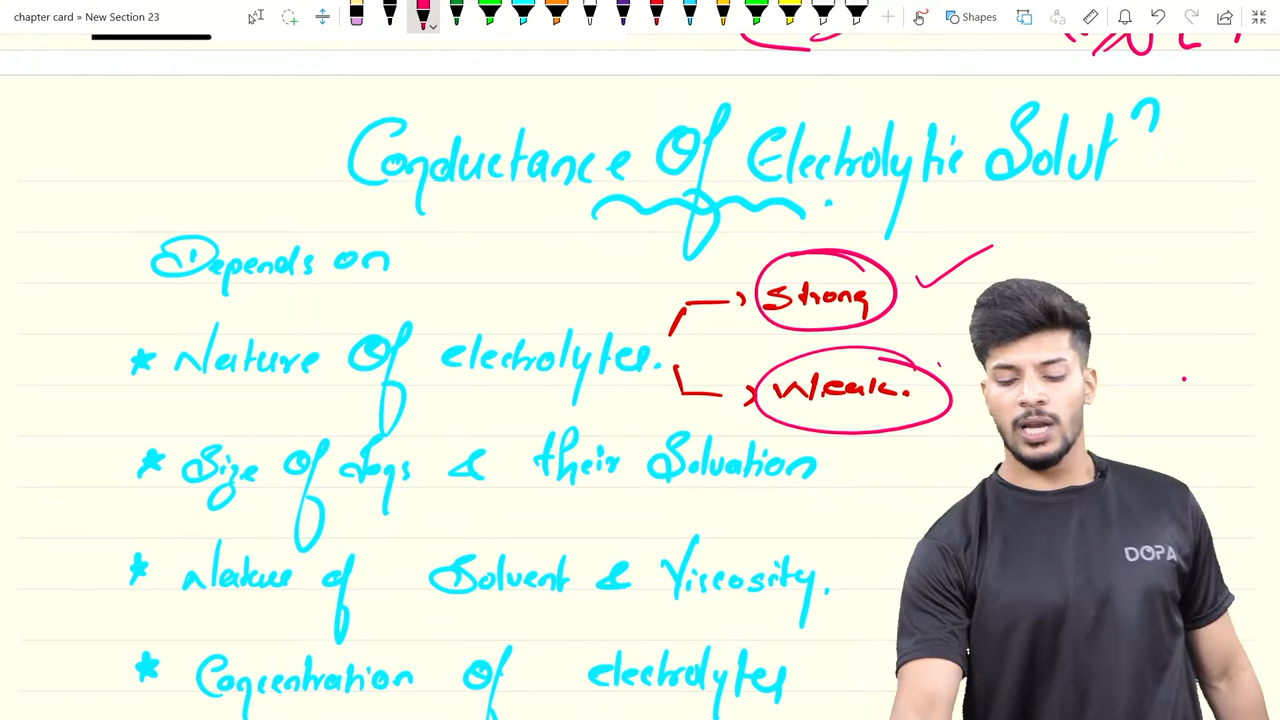 chapter card » New Section 23
Shapes
Conductance Of Electrolytic Solutn
Depends on
Strong
* Nature Of electrolytes.
Weak.
* Size Of Ions & their Solvation
* Nature of Solvent & Viscosity.
* Concentration Of electrolytes
DOPA